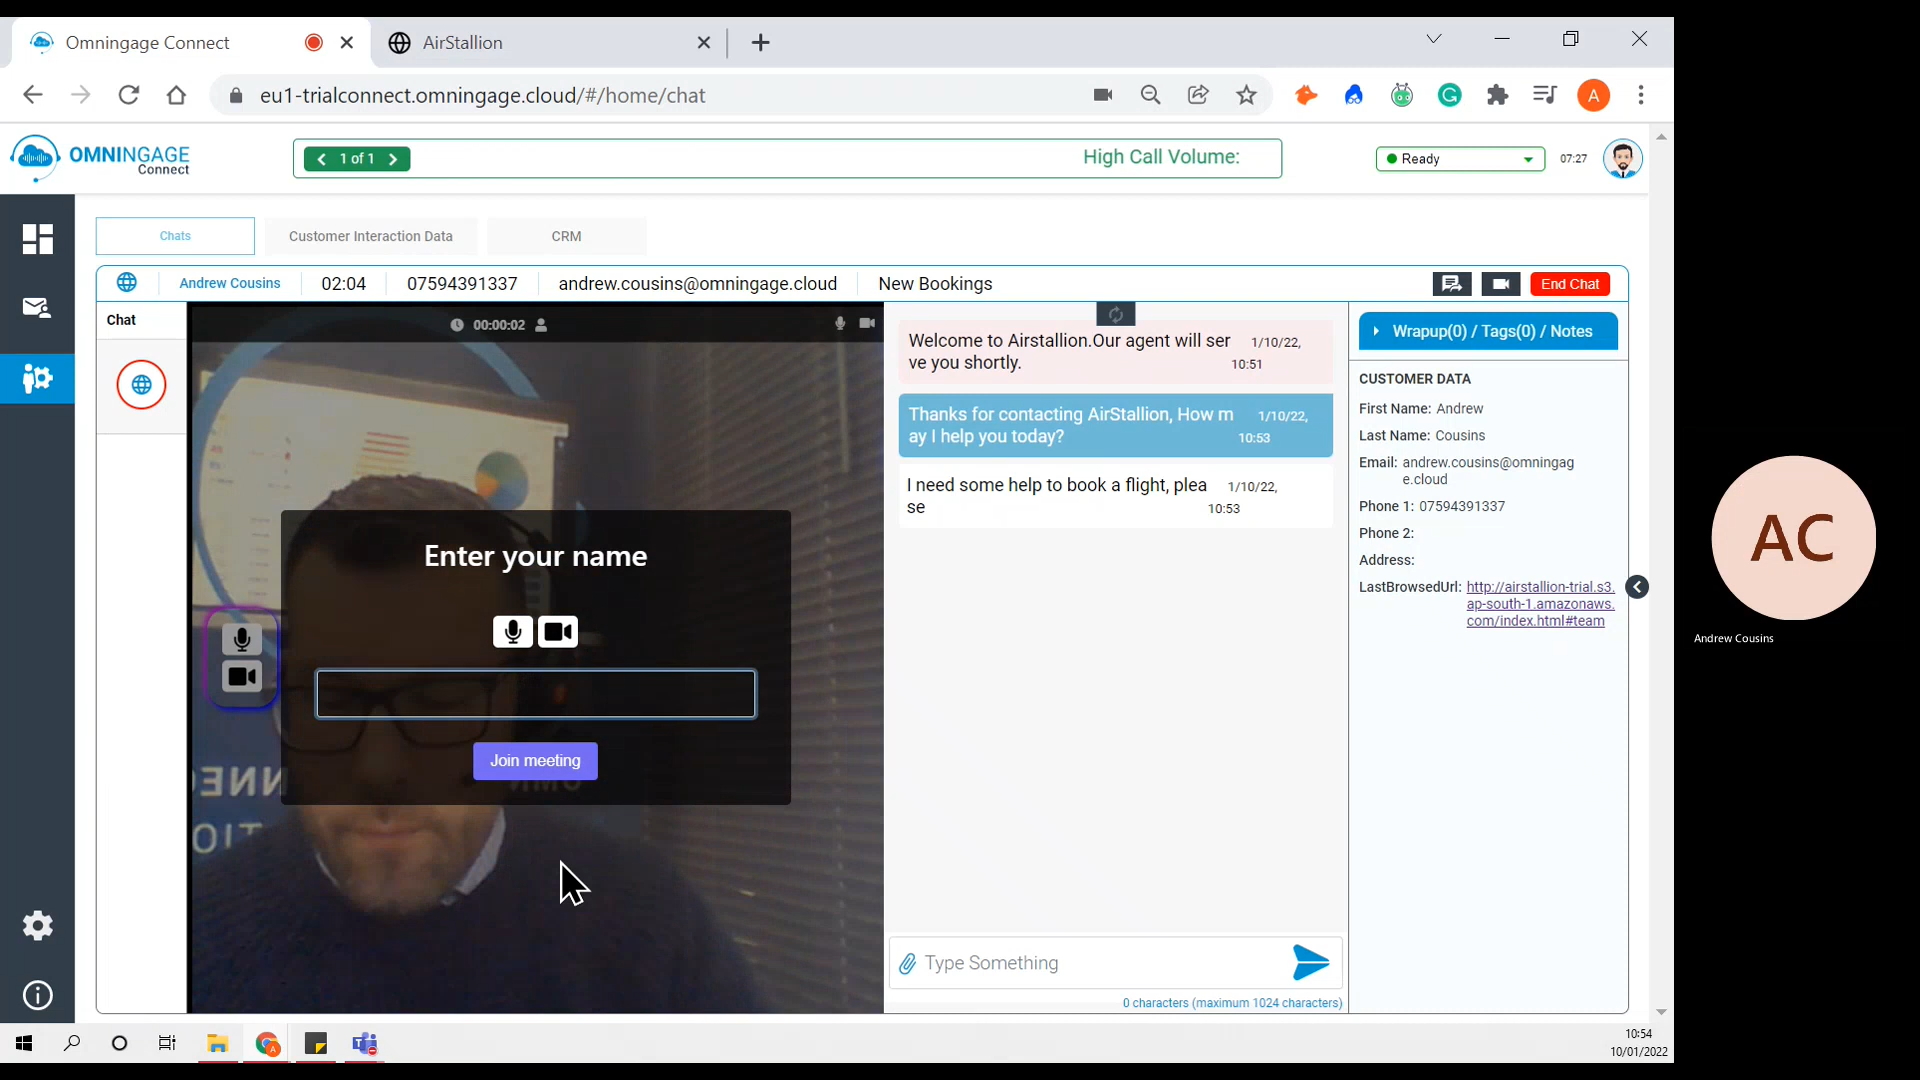 Omningage Connect
AirStallion
eu1-trialconnect.omningage.cloud/#/home/chat
A
OMNINGAGE
Connect
1 of 1
High Call Volume:
Ready
07:27
Chats
Customer Interaction Data
CRM
Andrew Cousins
02:04
07594391337
andrew.cousins@omningage.cloud
New Bookings
End Chat
Chat
00:00:02
Enter your name
Join meeting
Welcome to Airstallion.Our agent will ser
ve you shortly.
1/10/22,
10:51
Thanks for contacting AirStallion, How m
ay I help you today?
1/10/22,
10:53
I need some help to book a flight, plea
se
1/10/22,
10:53
Type Something
0 characters (maximum 1024 characters)
Wrapup(0) / Tags(0) / Notes
CUSTOMER DATA
First Name: Andrew
Last Name: Cousins
Email: andrew.cousins@omningag
e.cloud
Phone 1: 07594391337
Phone 2:
Address:
LastBrowsedUrl: http://airstallion-trial.s3.
ap-south-1.amazonaws.
com/index.html#team
AC
Andrew Cousins
10:54
10/01/2022